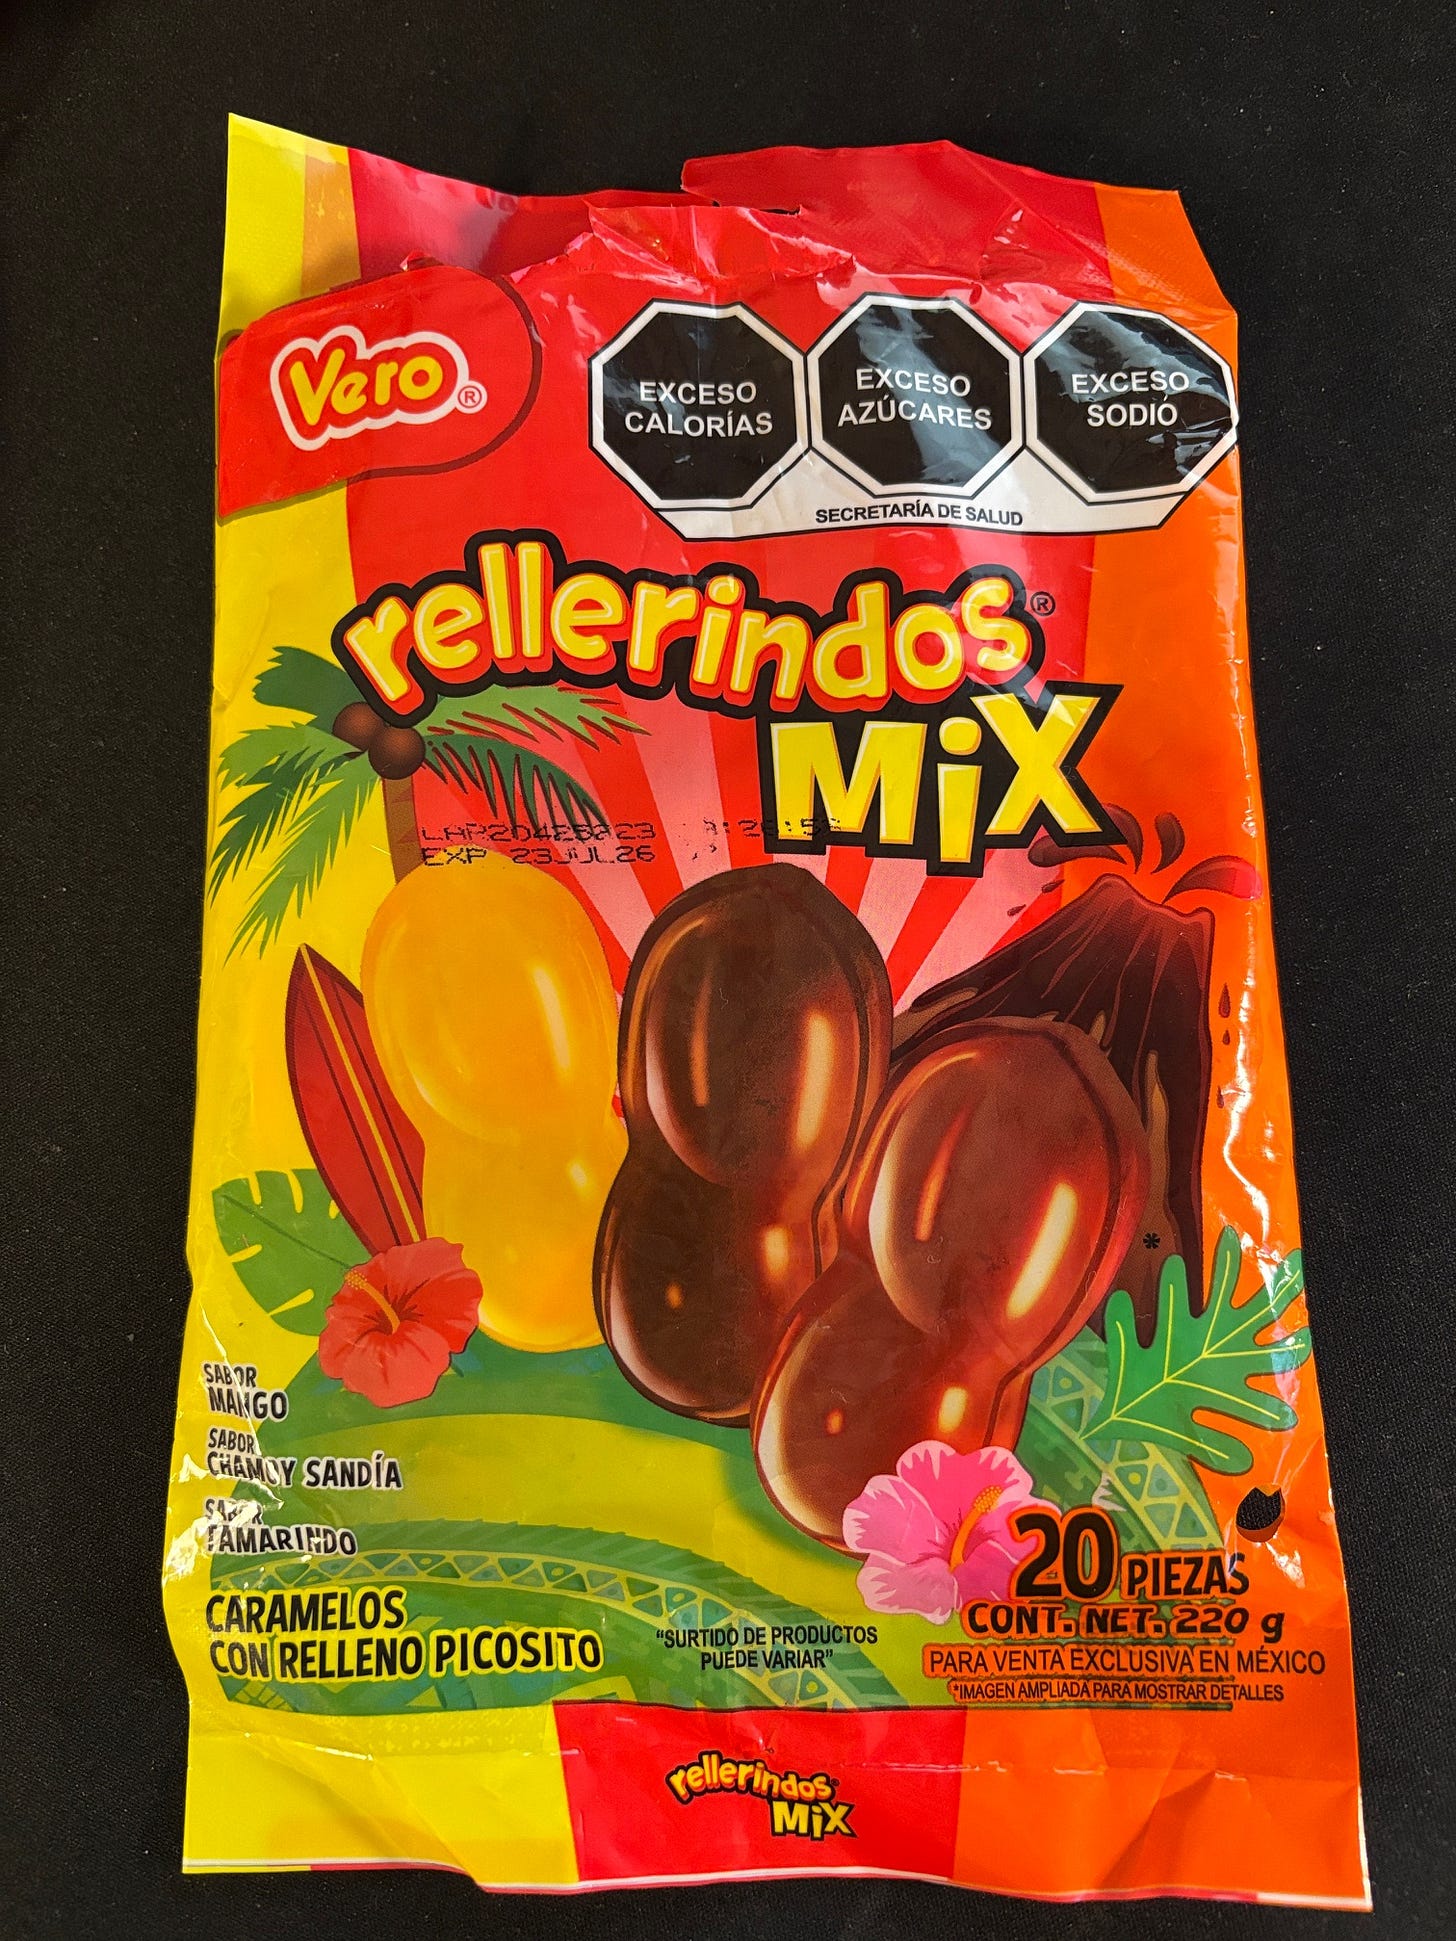 Vero®
EXCESO
CALORÍAS
EXCESO
AZÚCARES
EXCESO
SODIO
SECRETARÍA DE SALUD
rellerindos®
MiX
EXP 23JUL26
*
SABOR
MANGO
SABOR
CHAMOY SANDÍA
SABOR
TAMARINDO
CARAMELOS
CON RELLENO PICOSITO
"SURTIDO DE PRODUCTOS
PUEDE VARIAR"
20 PIEZAS
CONT. NET. 220 g
PARA VENTA EXCLUSIVA EN MÉXICO
*IMAGEN AMPLIADA PARA MOSTRAR DETALLES
rellerindos
MiX